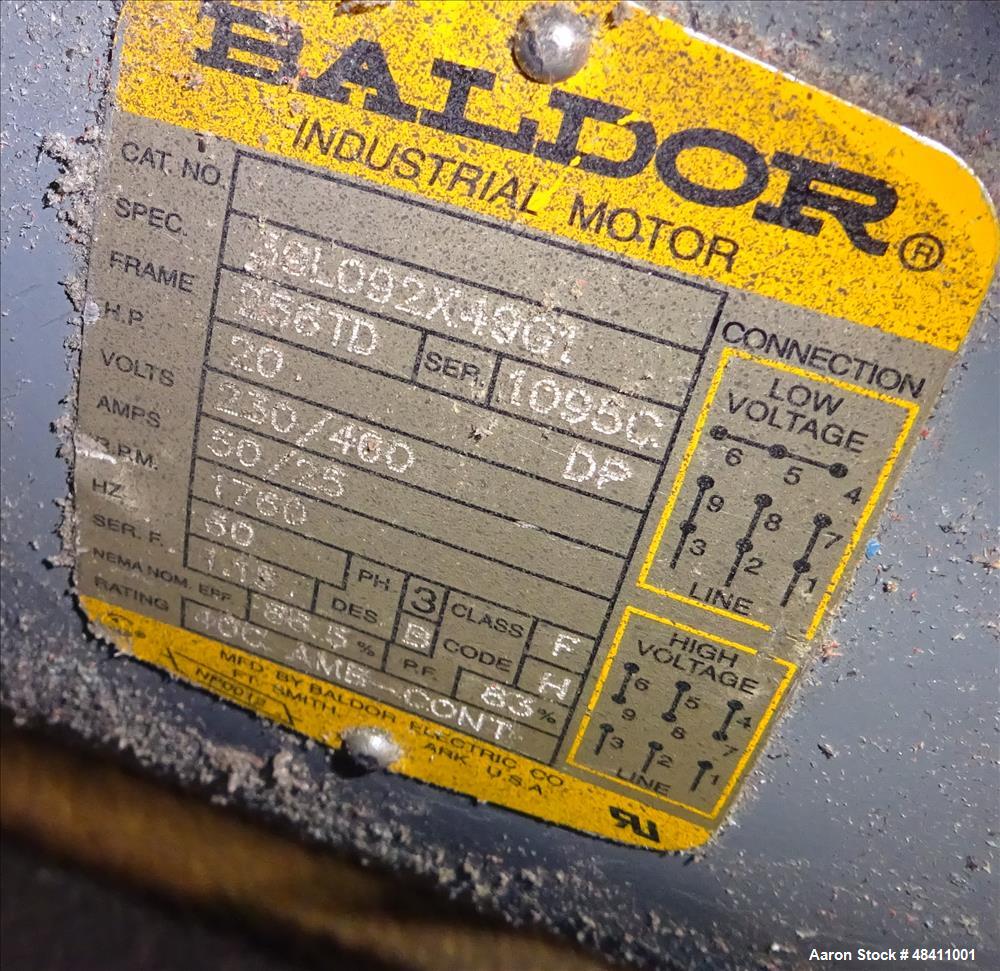 BALDOR®
INDUSTRIAL MOTOR
CAT. NO.
SPEC. 39L092X49G1
FRAME 256TD SER. 1095C
H.P. 20 DP
VOLTS 230/460
AMPS 50/25
R.P.M. 1760
HZ. 60 PH 3 CLASS F
SER. F. 1.15 DES B CODE H
NEMA NOM. EFF % P.F. 83%
RATING 40C AMB-CONT
MFD. BY BALDOR ELECTRIC CO.
FT. SMITH, ARK U.S.A.
CONNECTION
LOW
VOLTAGE
6 5 4
9 8 7
3 2 1
LINE
HIGH
VOLTAGE
6 5 4
9 8 7
3 2 1
LINE
Aaron Stock # 48411001